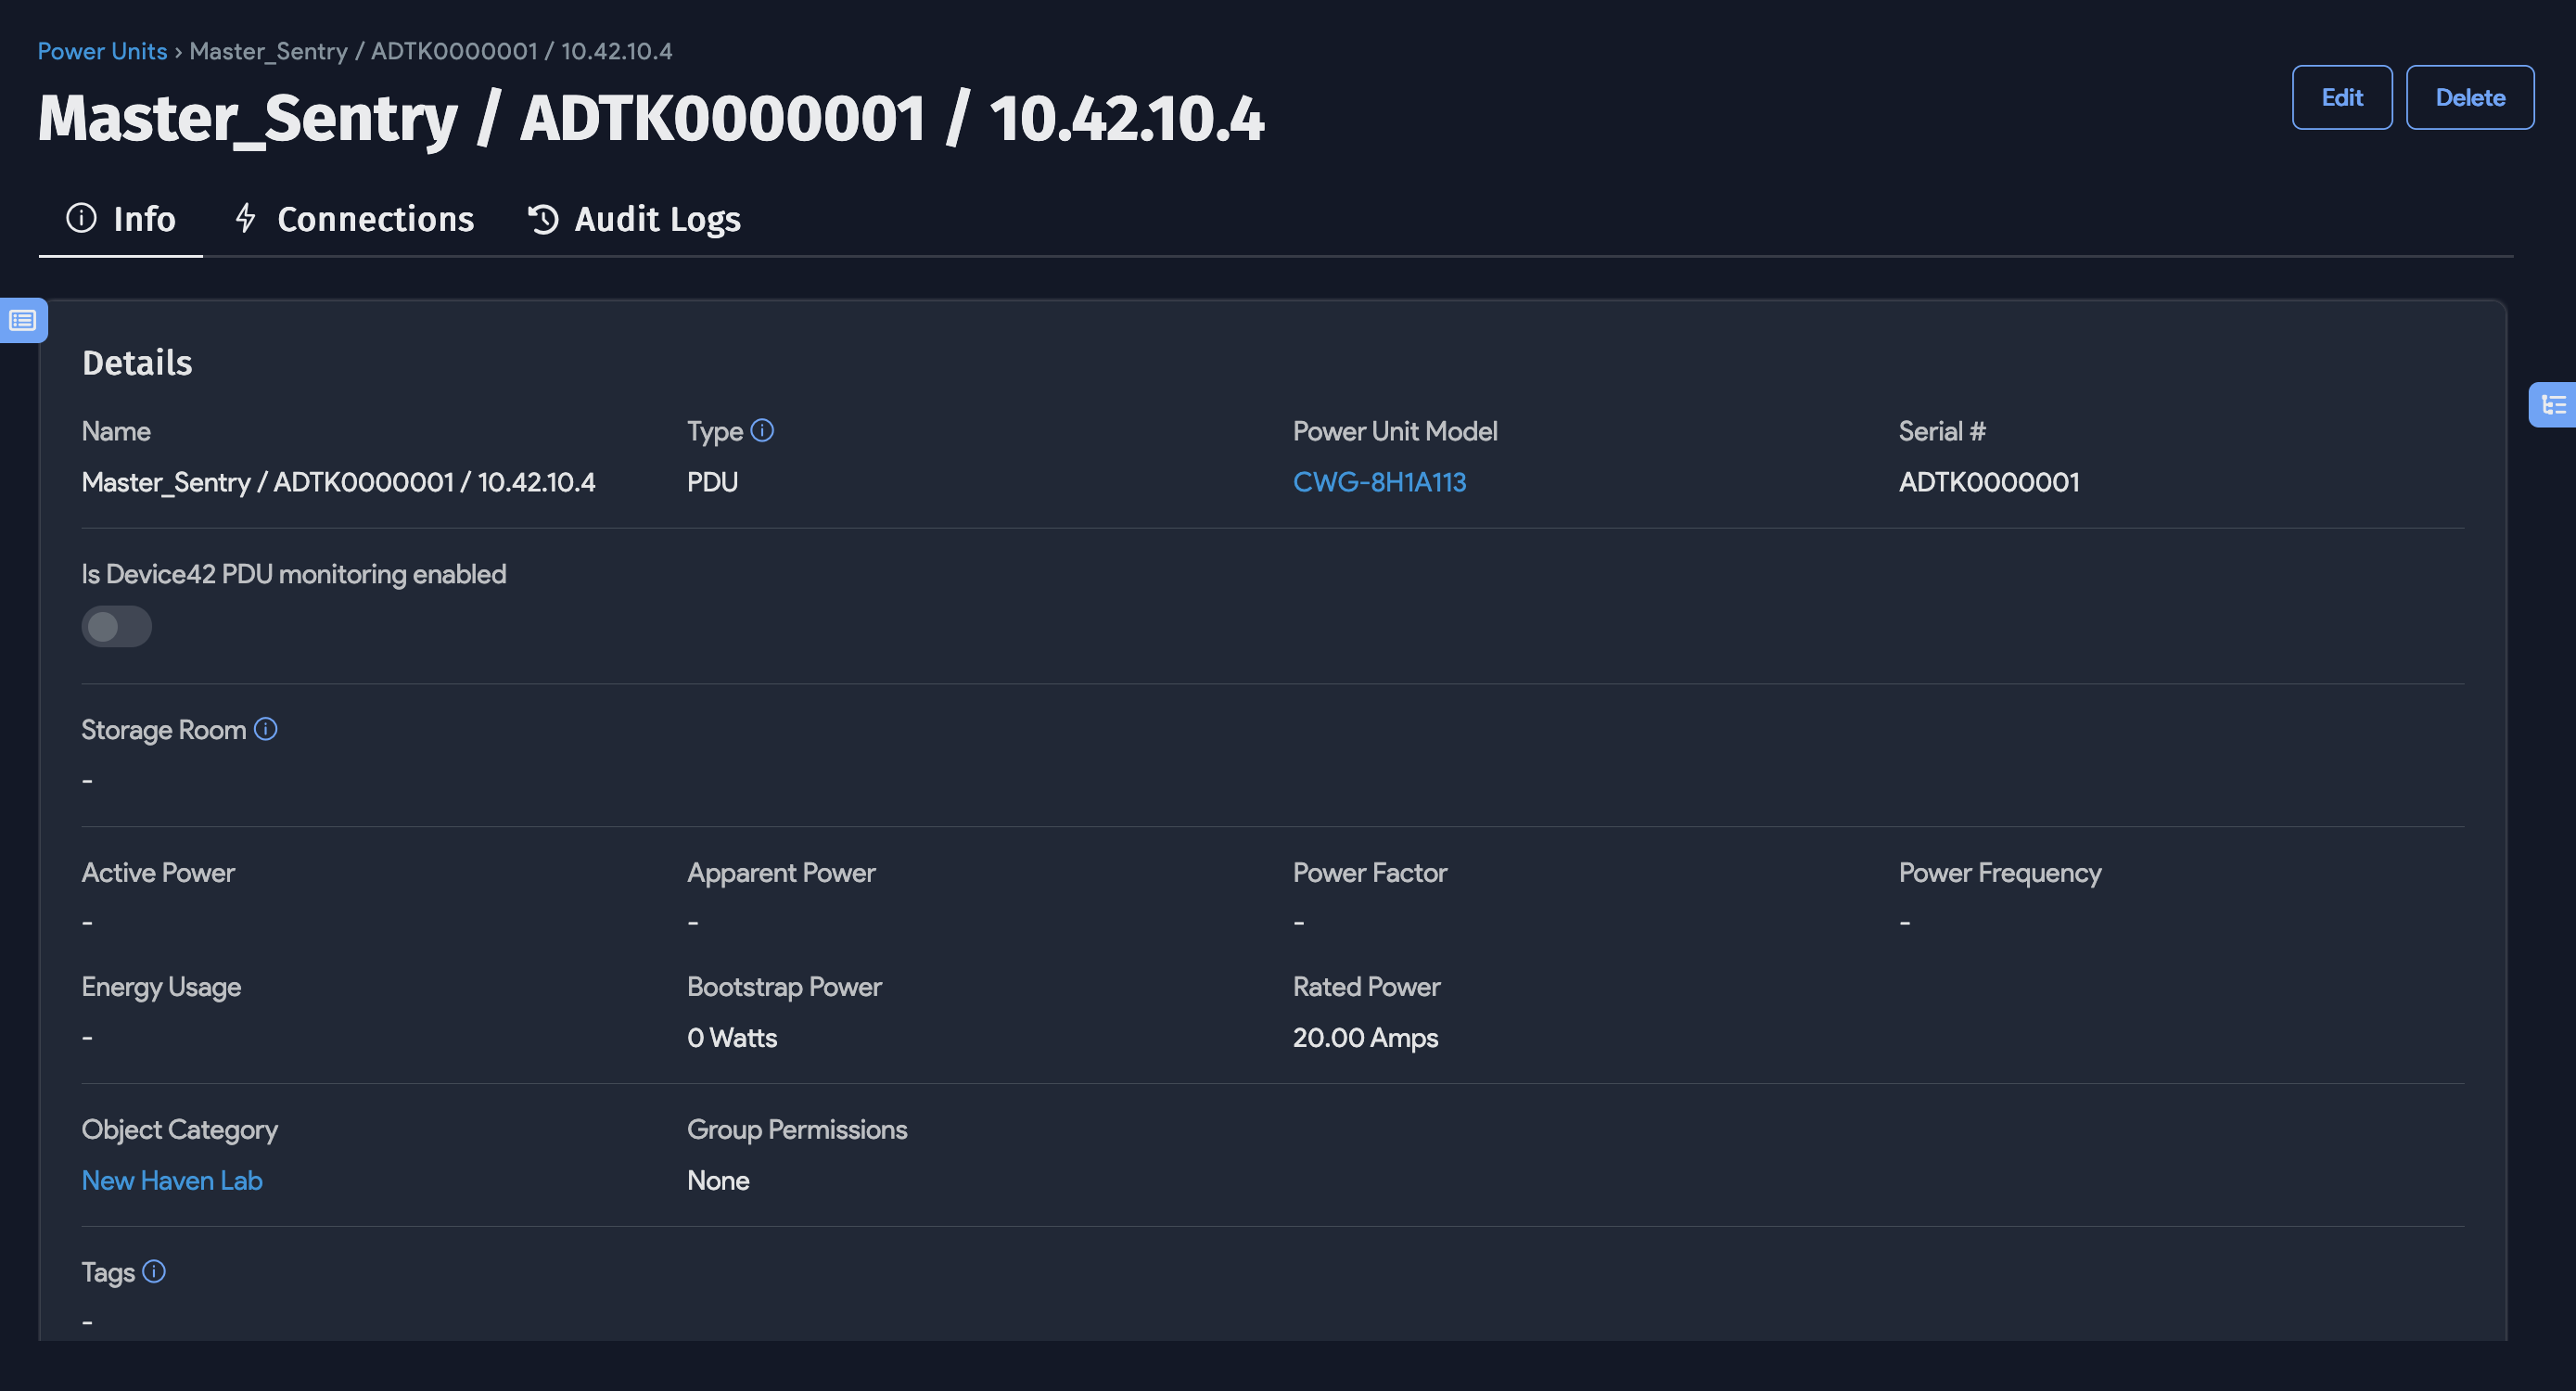 Power Units › Master_Sentry / ADTK0000001 / 10.42.10.4
Master_Sentry / ADTK0000001 / 10.42.10.4
Edit
Delete
Info
Connections
Audit Logs
Details
Name
Type
Power Unit Model
Serial #
Master_Sentry / ADTK0000001 / 10.42.10.4
PDU
CWG-8H1A113
ADTK0000001
Is Device42 PDU monitoring enabled
Storage Room
-
Active Power
Apparent Power
Power Factor
Power Frequency
-
-
-
-
Energy Usage
Bootstrap Power
Rated Power
-
0 Watts
20.00 Amps
Object Category
Group Permissions
New Haven Lab
None
Tags
-